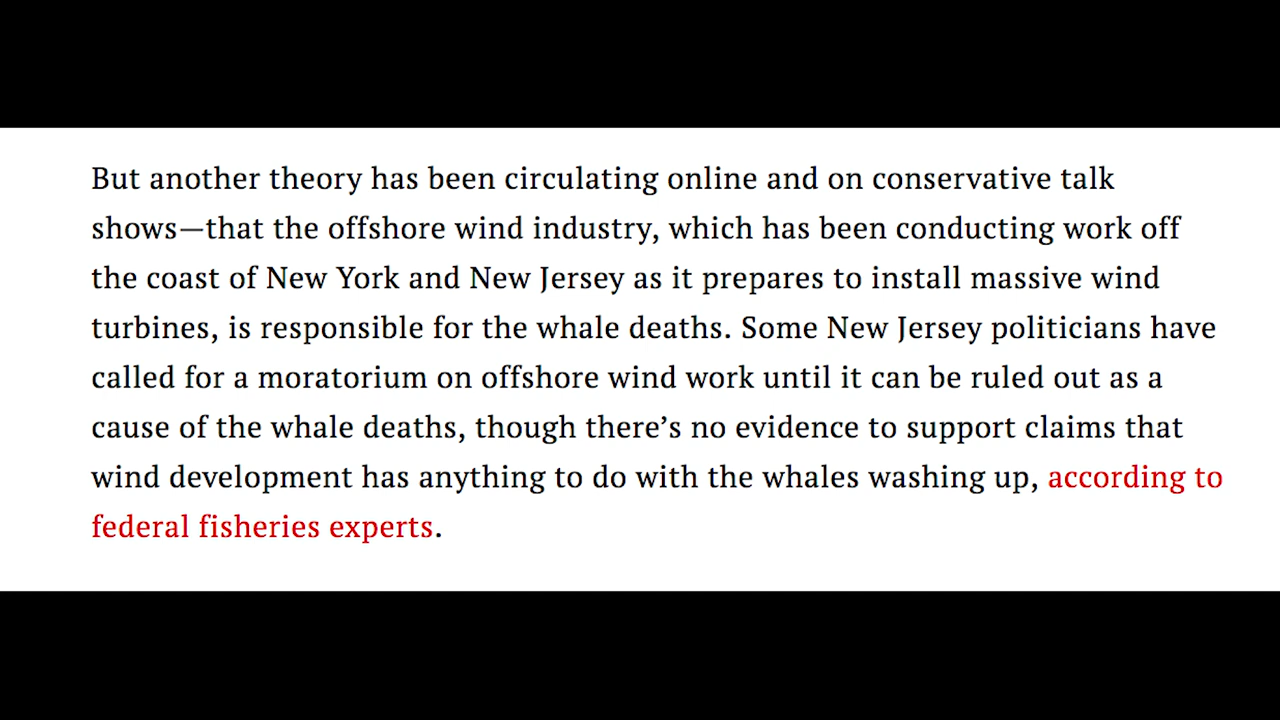 But another theory has been circulating online and on conservative talk
shows—that the offshore wind industry, which has been conducting work off
the coast of New York and New Jersey as it prepares to install massive wind
turbines, is responsible for the whale deaths. Some New Jersey politicians have
called for a moratorium on offshore wind work until it can be ruled out as a
cause of the whale deaths, though there’s no evidence to support claims that
wind development has anything to do with the whales washing up, according to
federal fisheries experts.